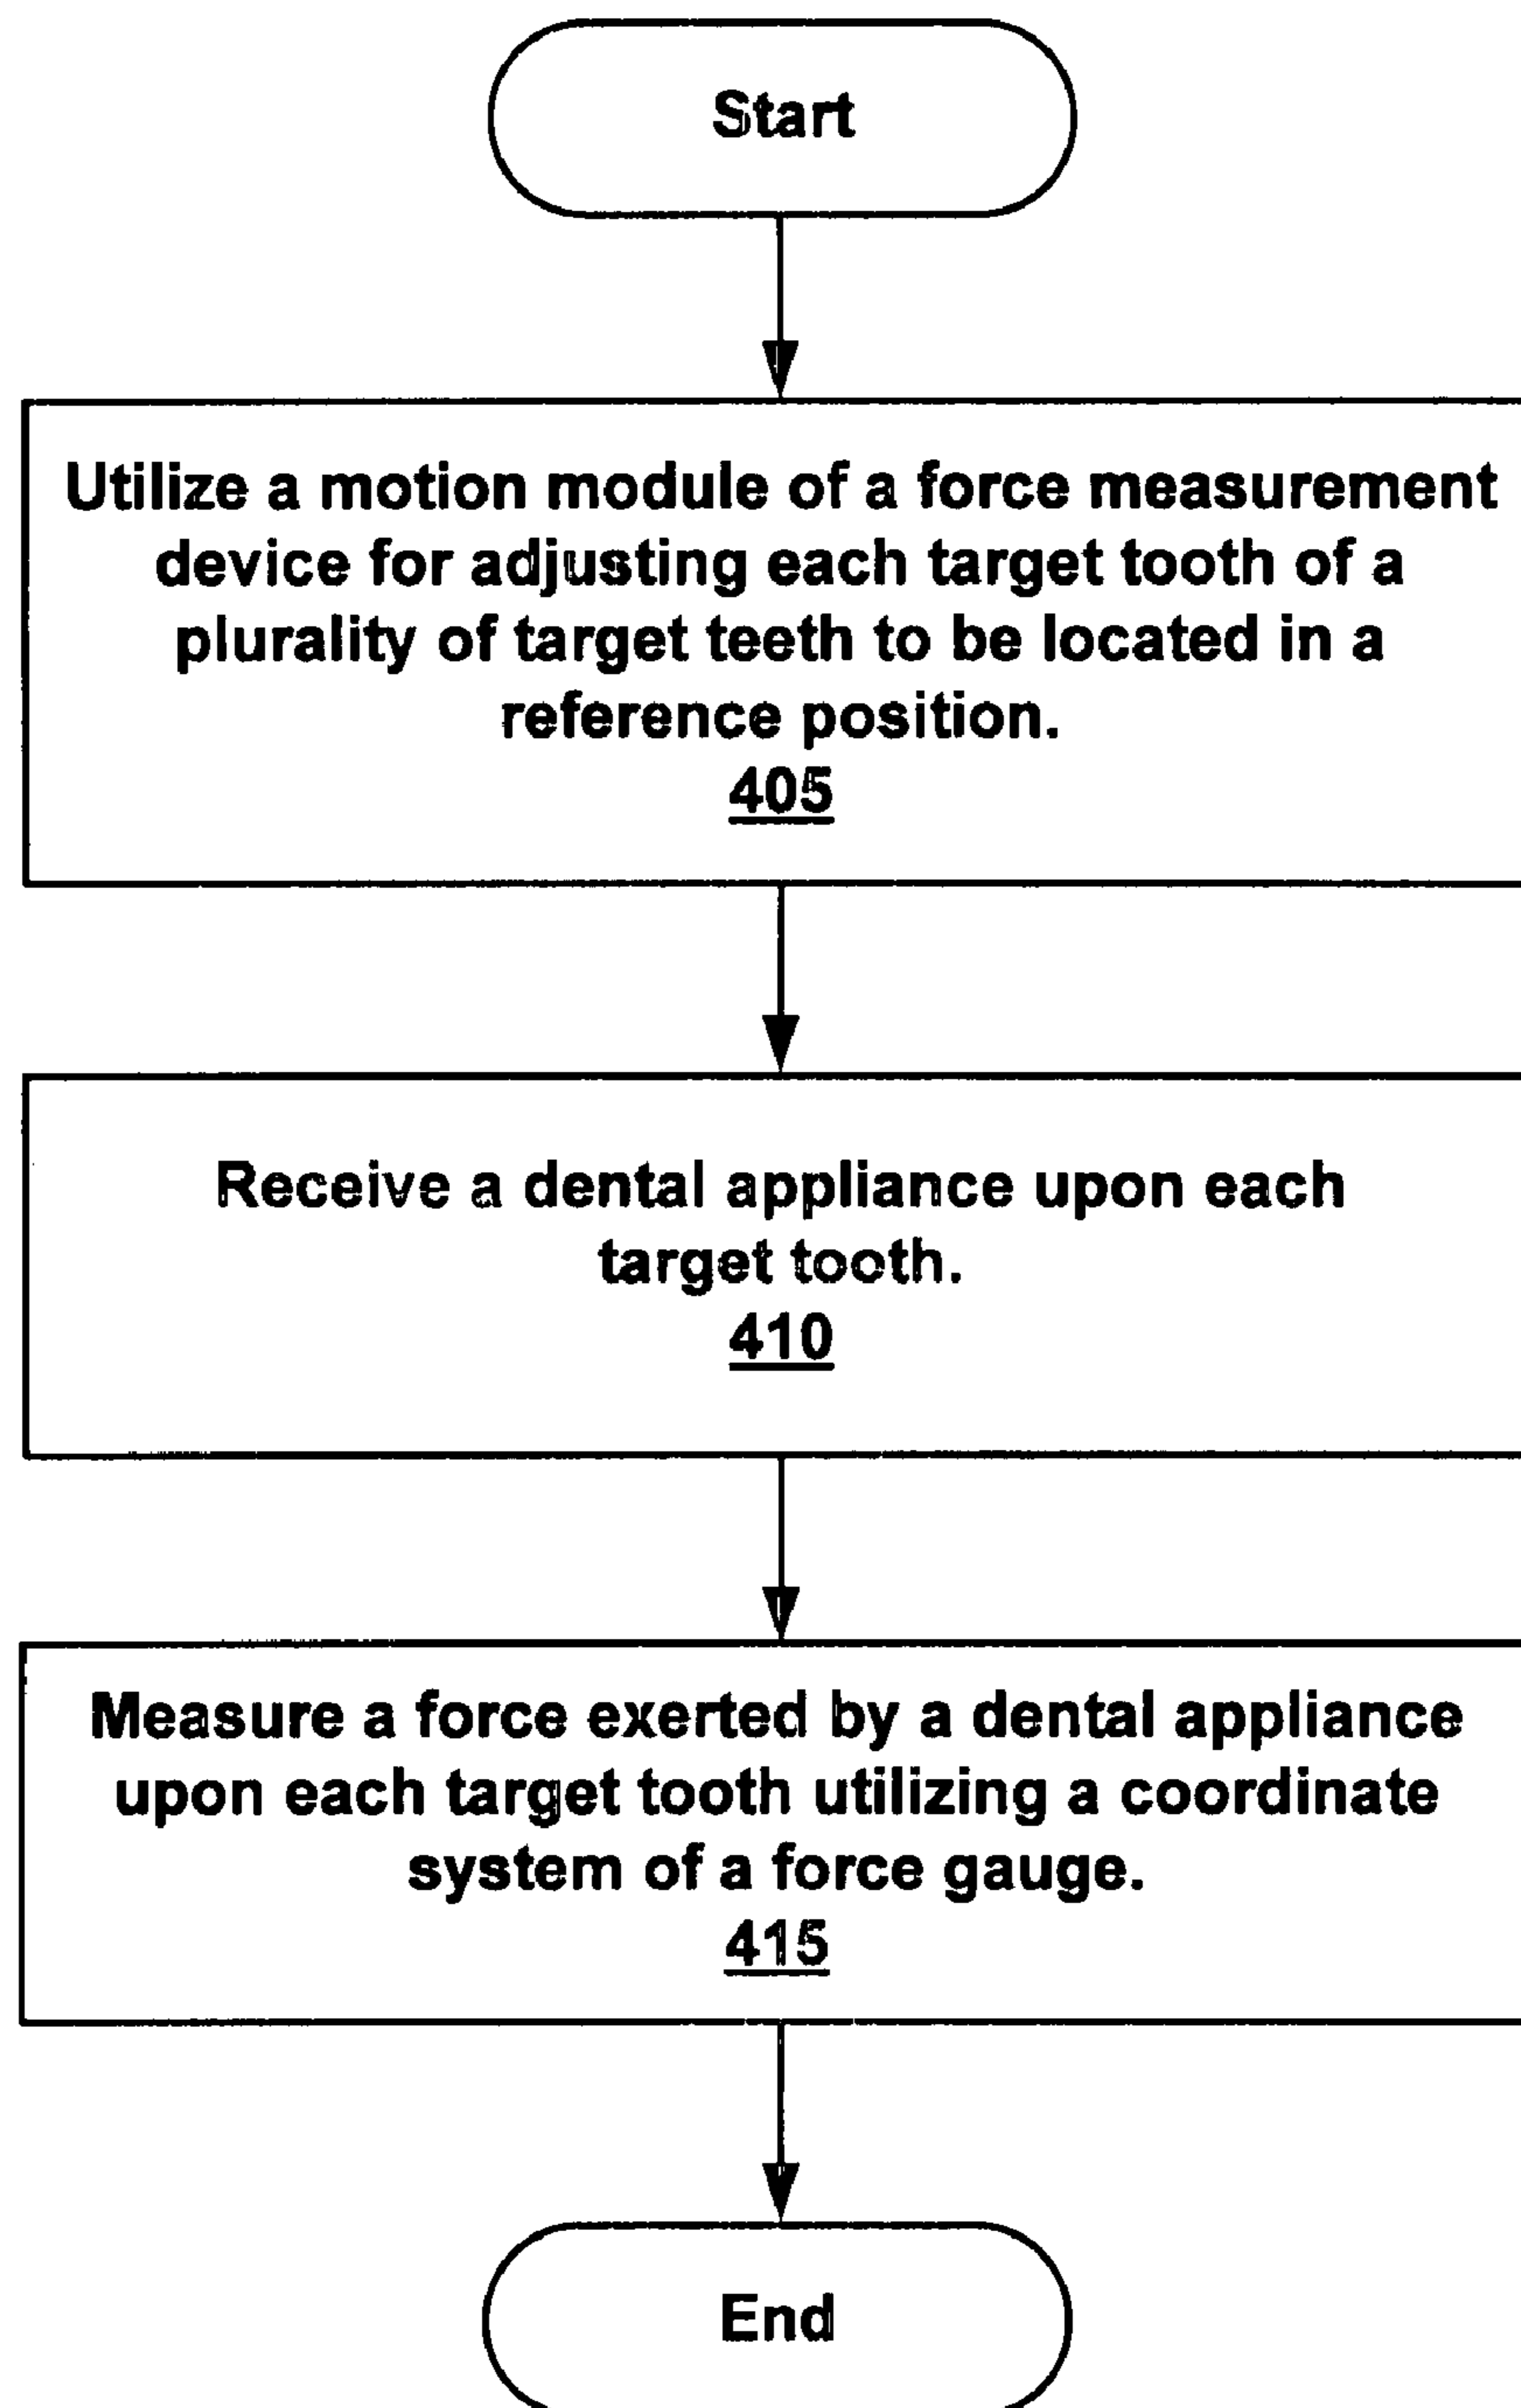 Start
Utilize a motion module of a force measurement
device for adjusting each target tooth of a
plurality of target teeth to be located in a
reference position.
405
Receive a dental appliance upon each
target tooth.
410
Measure a force exerted by a dental appliance
upon each target tooth utilizing a coordinate
system of a force gauge.
415
End